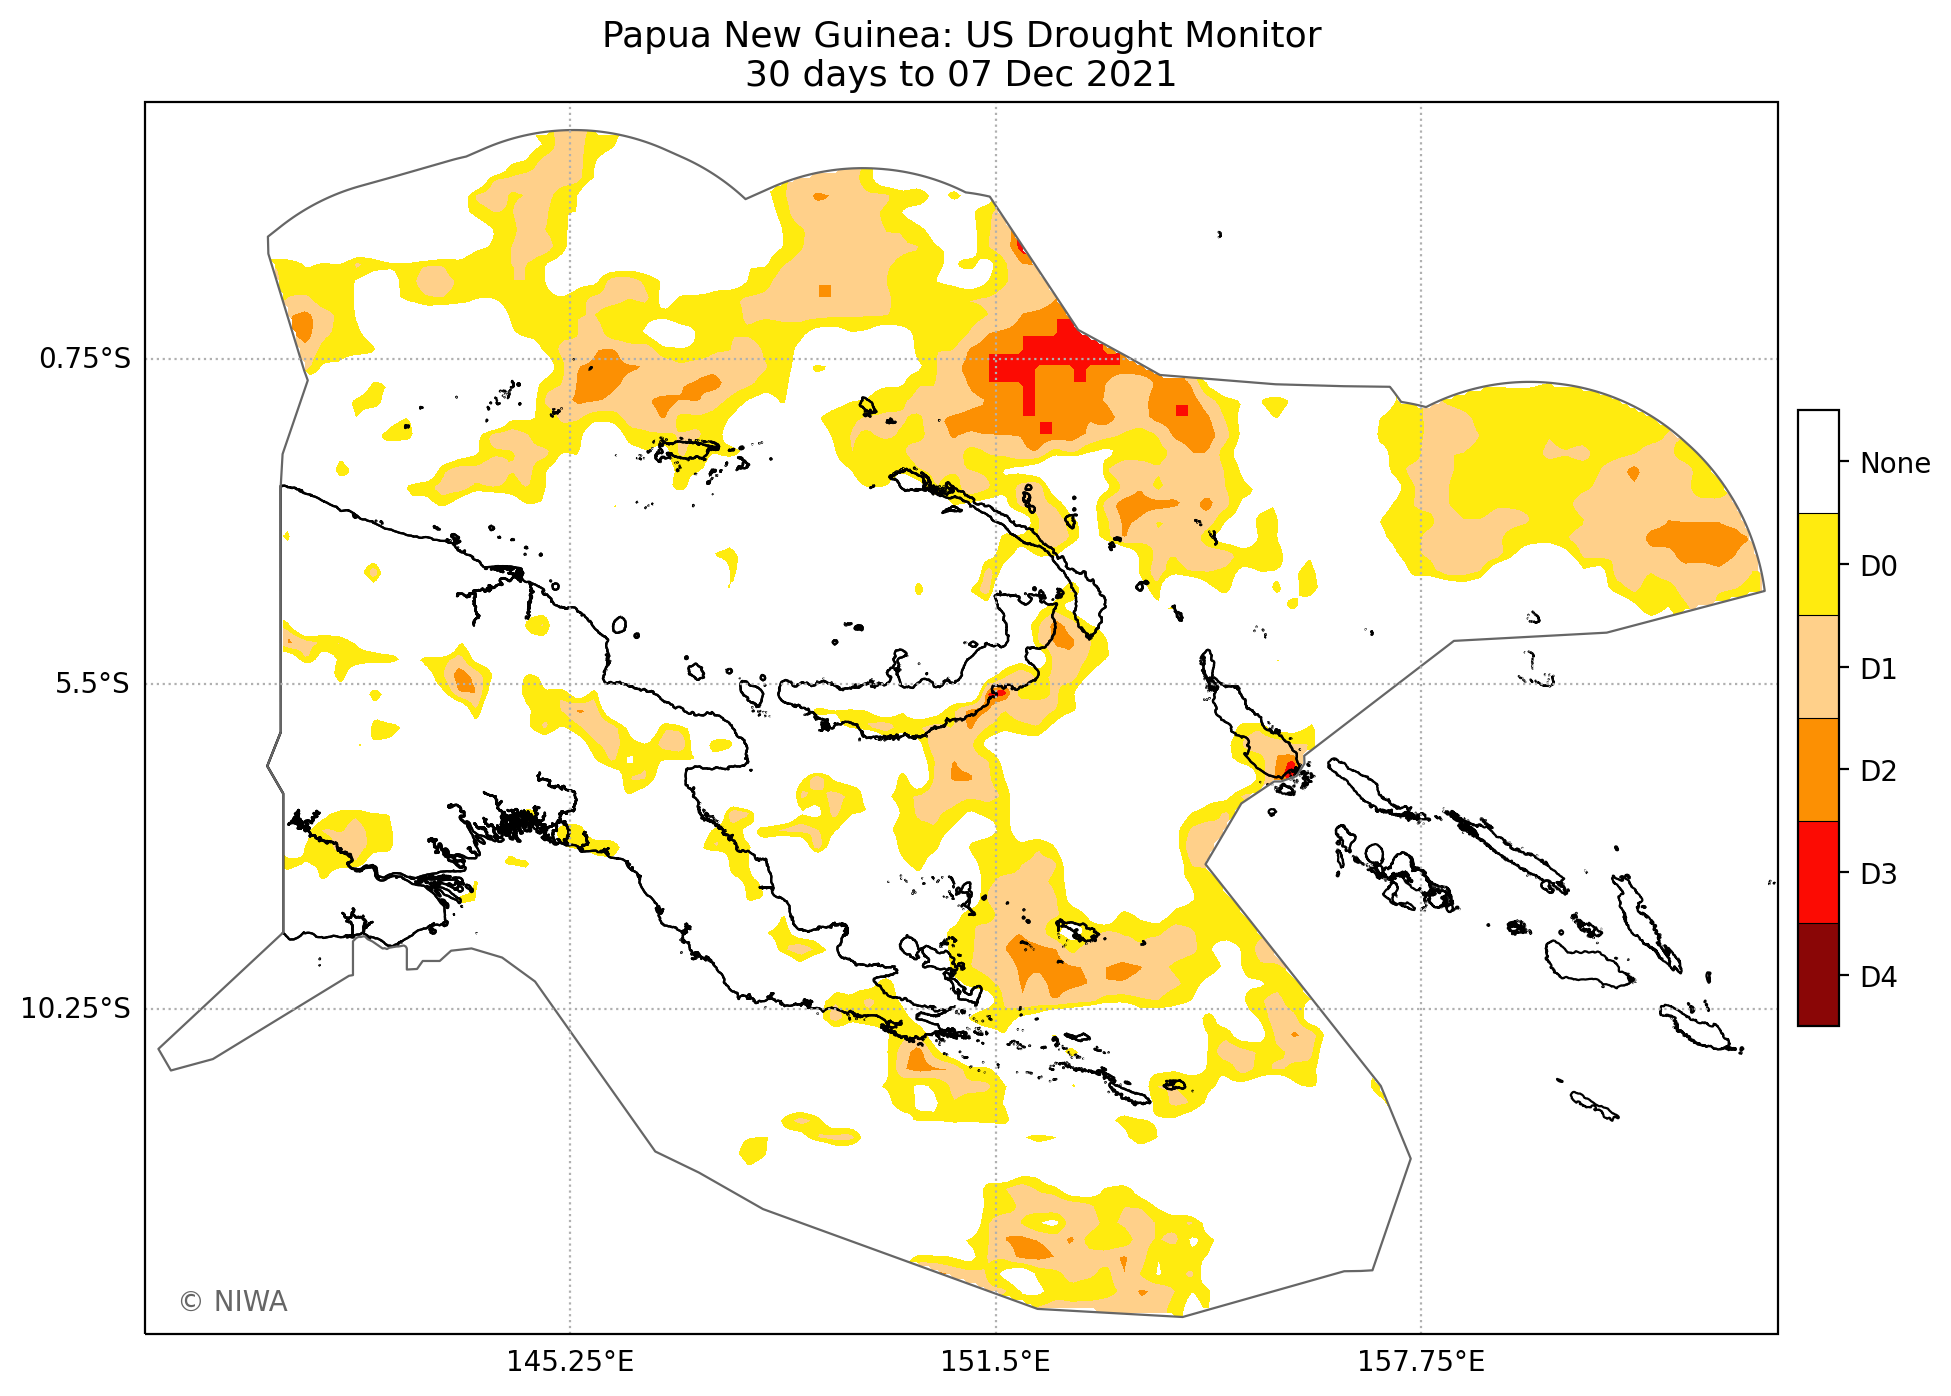 Papua New Guinea: US Drought Monitor
30 days to 07 Dec 2021
0.75°S
5.5°S
10.25°S
145.25°E
151.5°E
157.75°E
None
D0
D1
D2
D3
D4
© NIWA